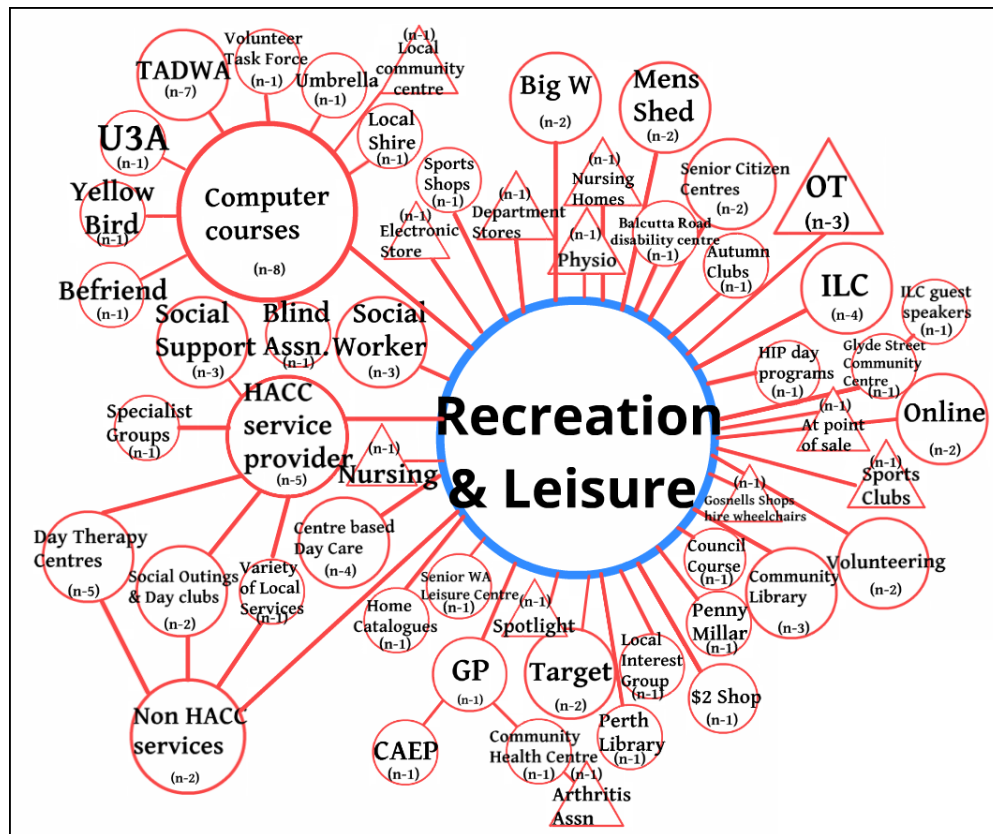 Volunteer
Task Force
(n-1)
TADWA
(n-7)
Umbrella
(n-1)
(n-1)
Local
community
centre
U3A
(n-1)
Local
Shire
(n-1)
Yellow
Bird
(n-1)
Computer
courses
(n-8)
Befriend
(n-1)
Sports
Shops
(n-1)
(n-1)
Electronic
Store
(n-1)
Department
Stores
Big W
(n-2)
(n-1)
Nursing
Homes
(n-1)
Physio
Mens
Shed
(n-2)
Senior Citizen
Centres
(n-2)
Balcutta Road
disability centre
(n-1)
Autumn
Clubs
(n-1)
OT
(n-3)
ILC
(n-4)
ILC guest
speakers
(n-1)
HIP day
programs
(n-1)
Glyde Street
Community
Centre
(n-1)
Online
(n-2)
(n-1)
At point
of sale
(n-1)
Sports
Clubs
(n-1)
Gosnells Shops
hire wheelchairs
Volunteering
(n-2)
Social
Support
(n-3)
Blind
Assn.
(n-1)
Social
Worker
(n-3)
Specialist
Groups
(n-1)
HACC
service
provider
(n-5)
(n-1)
Nursing
Recreation
& Leisure
Day Therapy
Centres
(n-5)
Social Outings
& Day clubs
(n-2)
Variety
of Local
Services
(n-1)
Centre based
Day Care
(n-4)
Home
Catalogues
(n-1)
Senior WA
Leisure Centre
(n-1)
(n-1)
Spotlight
Council
Course
(n-1)
Community
Library
(n-3)
Penny
Millar
(n-1)
Local
Interest
Group
(n-1)
$2 Shop
(n-1)
GP
(n-1)
Target
(n-2)
Perth
Library
(n-1)
Non HACC
services
(n-2)
CAEP
(n-1)
Community
Health Centre
(n-1)
(n-1)
Arthritis
Assn